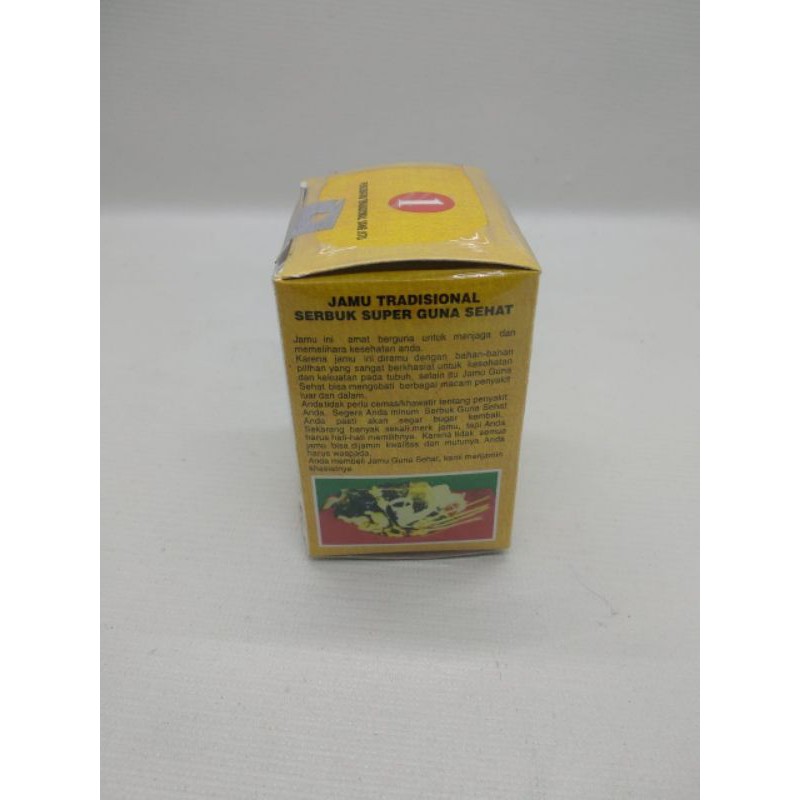 1
JAMU TRADISIONAL
SERBUK SUPER GUNA SEHAT
Jamu ini amat berguna untuk menjaga dan
memelihara kesehatan anda.
Karena jamu ini diramu dengan bahan-bahan
pilihan yang sangat berkhasiat untuk kesehatan
dan kekuatan pada tubuh, selain itu Jamu Guna
Sehat bisa mengobati berbagai macam penyakit
luar dan dalam.
Anda tidak perlu cemas/khawatir tentang penyakit
Anda, Segera Anda minum Serbuk Guna Sehat
Anda pasti akan segar bugar kembali.
Sekarang banyak sekali merk jamu, tapi Anda
harus hati-hati memilihnya. Karena tidak semua
jamu bisa dijamin kwalitas dan mutunya. Anda
harus waspada.
Anda membeli Jamu Guna Sehat, kami menjamin
khasiatnya.